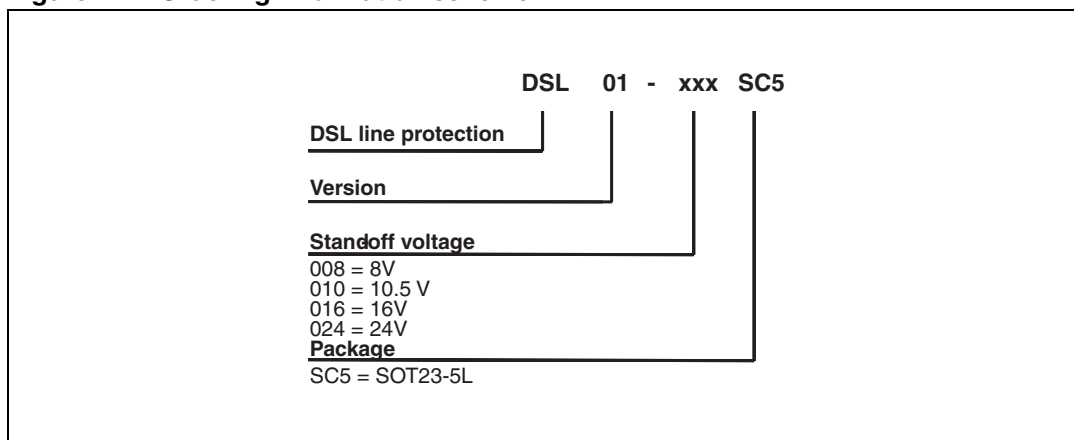 DSL 01 - xxx SC5
DSL line protection
Version
Standoff voltage
008 = 8V
010 = 10.5 V
016 = 16V
024 = 24V
Package
SC5 = SOT23-5L